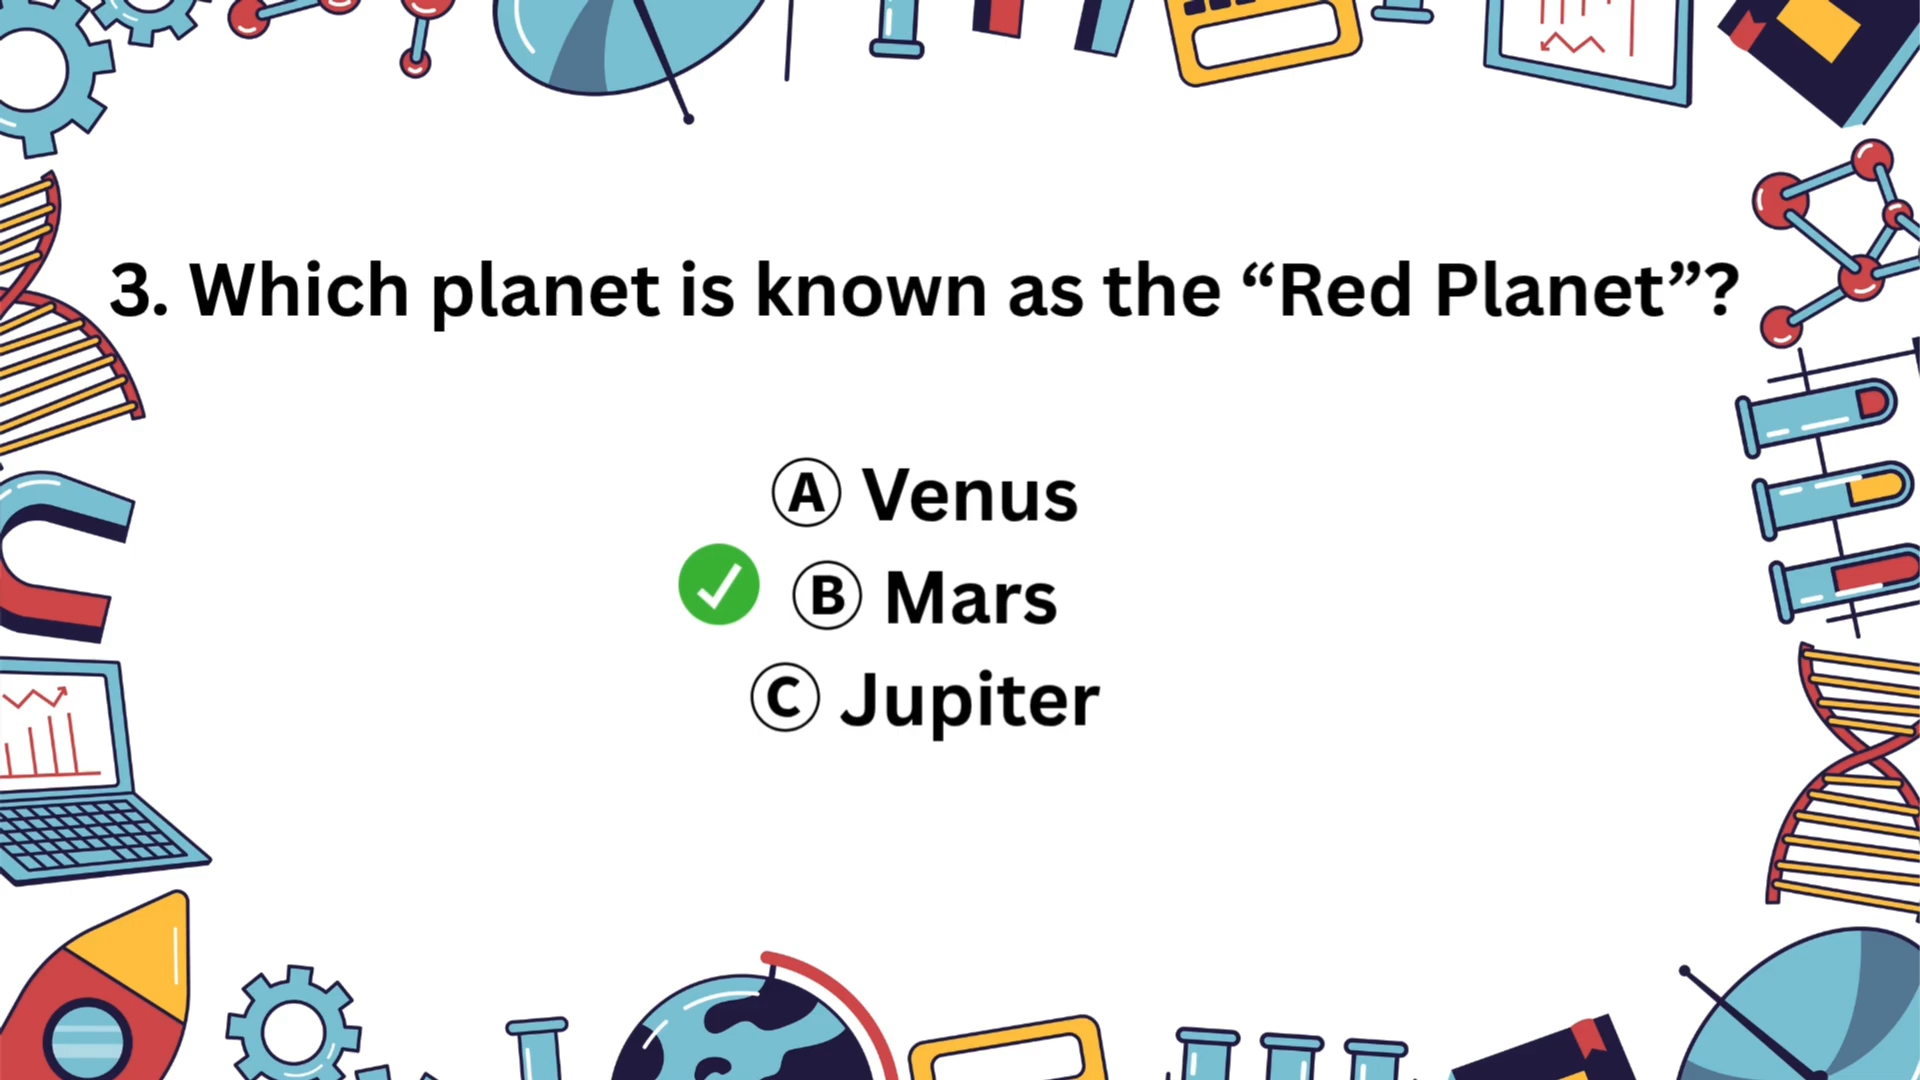 3. Which planet is known as the “Red Planet”?
Ⓐ Venus
✅ Ⓑ Mars
Ⓒ Jupiter